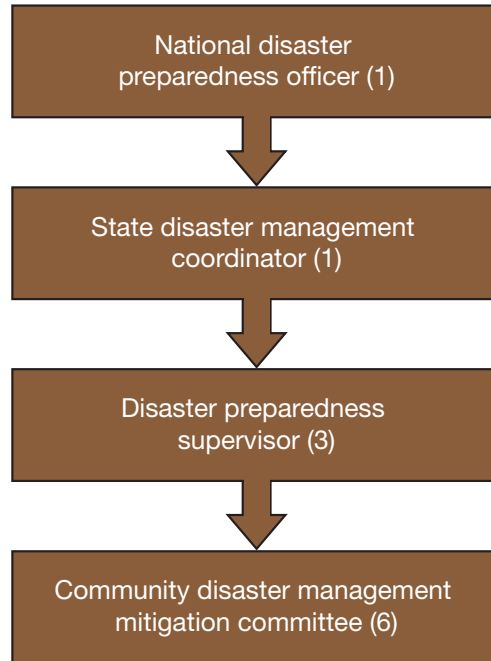 National disaster
preparedness officer (1)
State disaster management
coordinator (1)
Disaster preparedness
supervisor (3)
Community disaster management
mitigation committee (6)